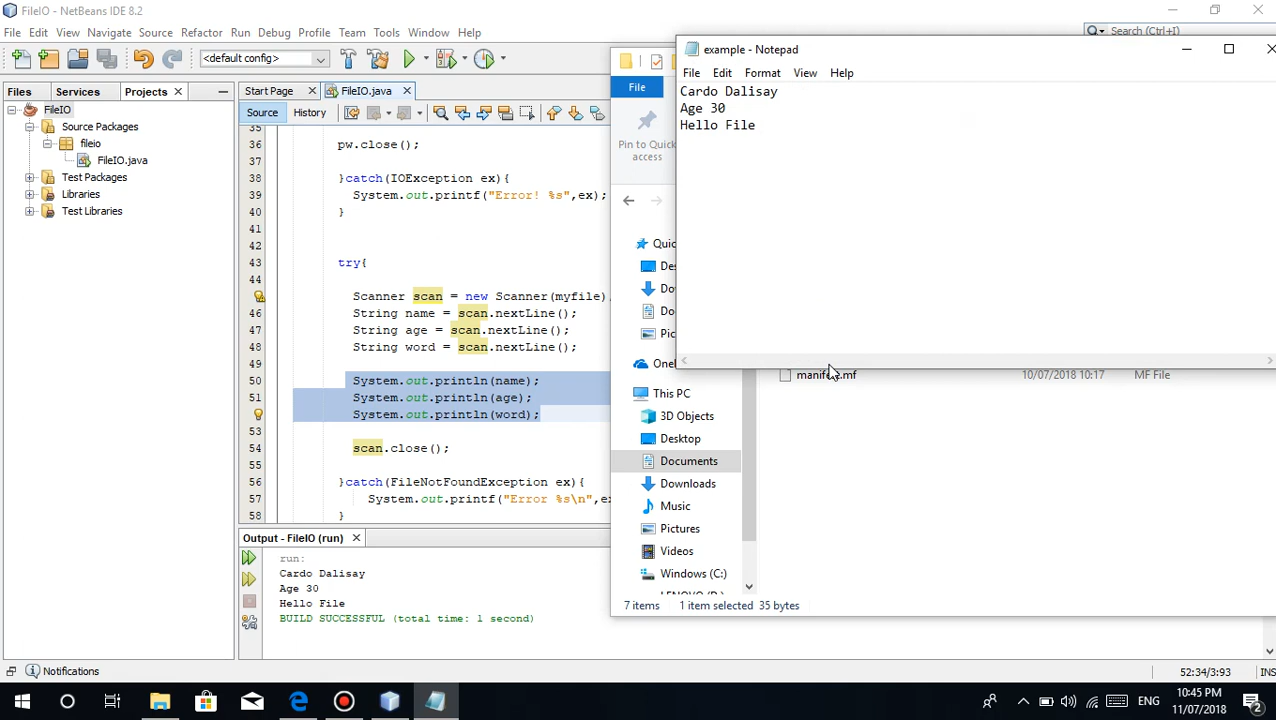 FileIO - NetBeans IDE 8.2
File Edit View Navigate Source Refactor Run Debug Profile Team Tools Window Help
Search (Ctrl+I)
<default config>
Files Services Projects
Start Page FileIO.java
Source History
FileIO
Source Packages
fileio
FileIO.java
Test Packages
Libraries
Test Libraries
35
36 pw.close();
37
38 }catch(IOException ex){
39 System.out.printf("Error! %s",ex);
40 }
41
42
43 try{
44
Scanner scan = new Scanner(myfile)
46 String name = scan.nextLine();
47 String age = scan.nextLine();
48 String word = scan.nextLine();
49
50 System.out.println(name);
51 System.out.println(age);
System.out.println(word);
53
54 scan.close();
55
56 }catch(FileNotFoundException ex){
57 System.out.printf("Error %s\n",ex
58 }
Output - FileIO (run)
run:
Cardo Dalisay
Age 30
Hello File
BUILD SUCCESSFUL (total time: 1 second)
Notifications
52:34/3:93
INS
File
Pin to Quick
access
Quic
Des
Do
Do
Pic
One
This PC
3D Objects
Desktop
Documents
Downloads
Music
Pictures
Videos
Windows (C:)
7 items 1 item selected 35 bytes
10/07/2018 10:17 MF File
example - Notepad
File Edit Format View Help
Cardo Dalisay
Age 30
Hello File
ENG
10:45 PM
11/07/2018
2